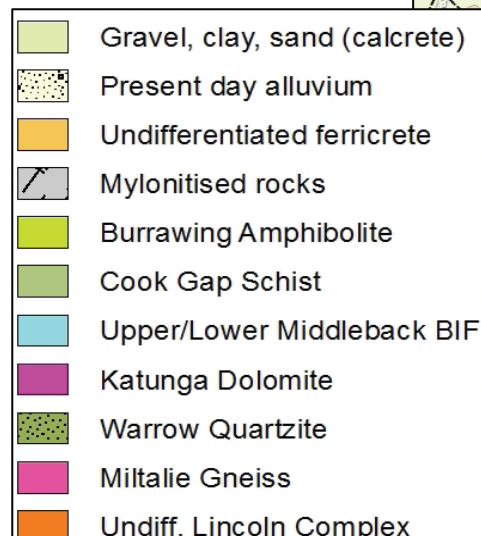 Gravel, clay, sand (calcrete)
Present day alluvium
Undifferentiated ferricrete
Mylonitised rocks
Burrawing Amphibolite
Cook Gap Schist
Upper/Lower Middleback BIF
Katunga Dolomite
Warrow Quartzite
Miltalie Gneiss
Undiff. Lincoln Complex